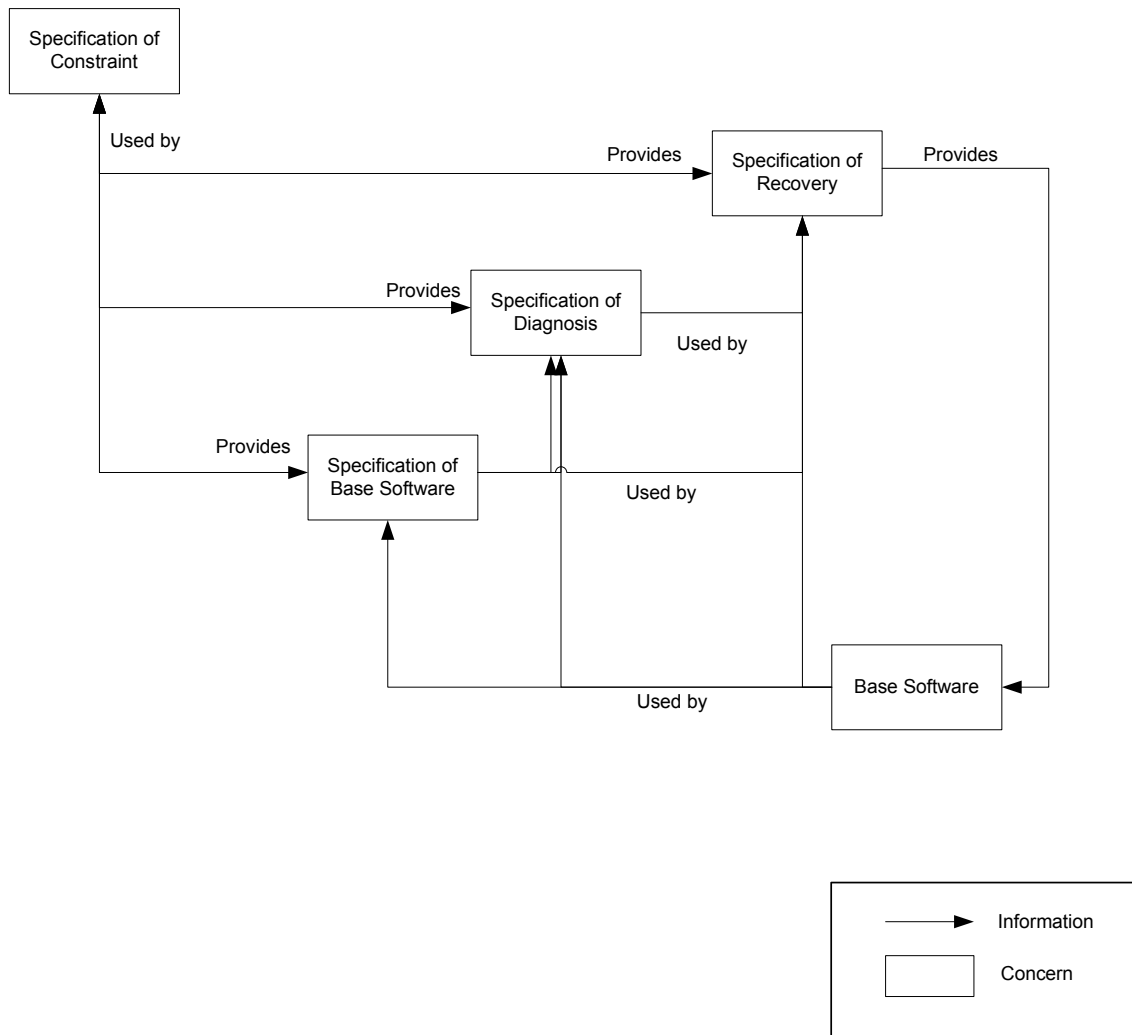 Specification of
Constraint
Used by
Provides
Specification of
Recovery
Provides
Provides
Specification of
Diagnosis
Used by
Provides
Specification of
Base Software
Used by
Used by
Base Software
Information
Concern